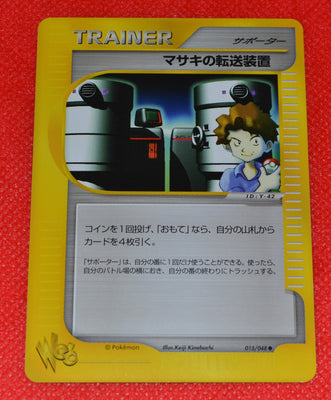 TRAINER サポーター
マサキの転送装置
ID:Y-42
コインを1回投げ、「おもて」なら、自分の山札から
カードを4枚引く。
「サポーター」は、自分の番に1回だけ使うことができる。使ったら、
自分のバトル場の横におき、自分の番の終わりにトラッシュする。
©Pokémon Illus.Keiji Kinebuchi 015/048 ●